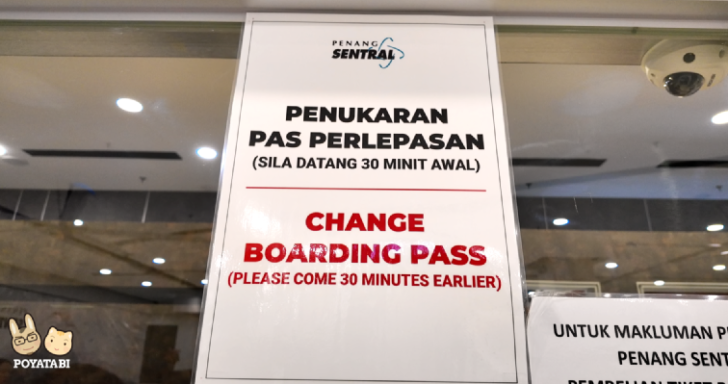 PENANG
SENTRAL
PENUKARAN
PAS PERLEPASAN
(SILA DATANG 30 MINIT AWAL)
CHANGE
BOARDING PASS
(PLEASE COME 30 MINUTES EARLIER)
UNTUK MAKLUMAN
PENANG SENT
POYATABI